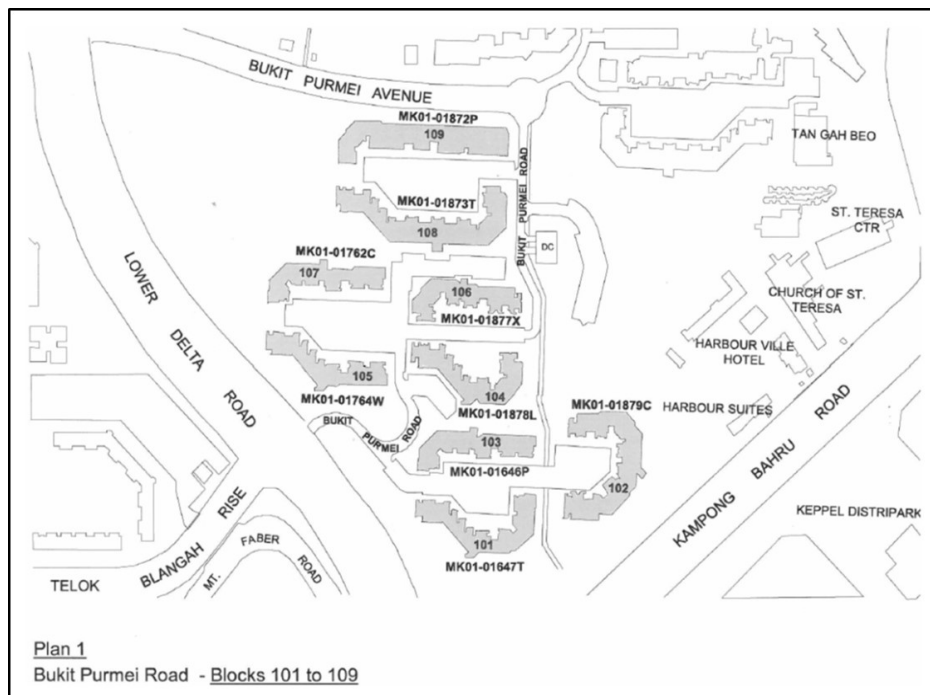 BUKIT PURMEI AVENUE
MK01-01872P
109
TAN GAH BEO
BUKIT PURMEI ROAD
MK01-01873T
108
ST. TERESA
CTR
DC
MK01-01762C
107
106
MK01-01877X
CHURCH OF ST.
TERESA
HARBOUR VILLE
HOTEL
LOWER DELTA ROAD
105
MK01-01764W
104
MK01-01878L
MK01-01879C
HARBOUR SUITES
BUKIT PURMEI ROAD
103
MK01-01646P
102
KAMPONG BAHRU ROAD
KEPPEL DISTRIPARK
101
MK01-01647T
TELOK BLANGAH RISE
MT. FABER ROAD
Plan 1
Bukit Purmei Road - Blocks 101 to 109